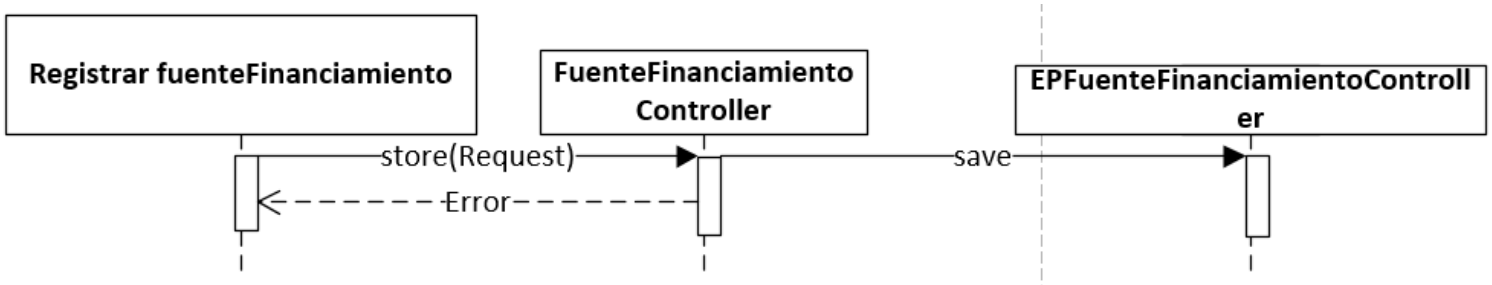 Registrar fuenteFinanciamiento
FuenteFinanciamiento
Controller
EPFuenteFinanciamientoControll
er
store(Request)
save
Error